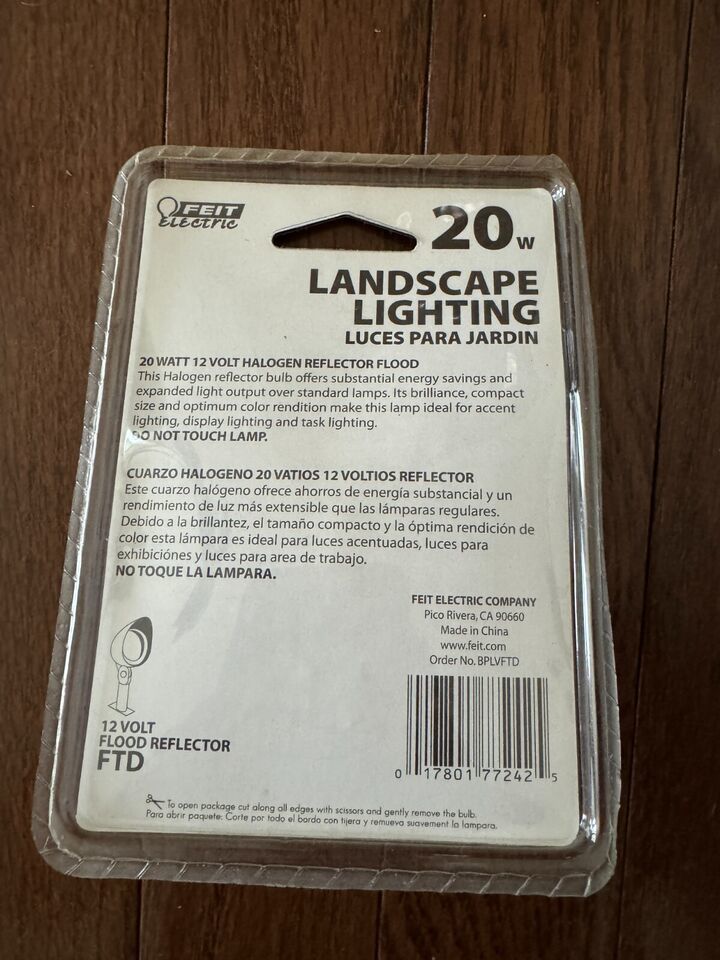 FEIT
Electric
20 W
LANDSCAPE
LIGHTING
LUCES PARA JARDIN
20 WATT 12 VOLT HALOGEN REFLECTOR FLOOD
This Halogen reflector bulb offers substantial energy savings and
expanded light output over standard lamps. Its brilliance, compact
size and optimum color rendition make this lamp ideal for accent
lighting, display lighting and task lighting.
DO NOT TOUCH LAMP.
CUARZO HALOGENO 20 VATIOS 12 VOLTIOS REFLECTOR
Este cuarzo halógeno ofrece ahorros de energía substancial y un
rendimiento de luz más extensible que las lámparas regulares.
Debido a la brillantez, el tamaño compacto y la óptima rendición de
color esta lámpara es ideal para luces acentuadas, luces para
exhibiciónes y luces para area de trabajo.
NO TOQUE LA LAMPARA.
FEIT ELECTRIC COMPANY
Pico Rivera, CA 90660
Made in China
www.feit.com
Order No. BPLVFTD
0 17801 77242 5
12 VOLT
FLOOD REFLECTOR
FTD
To open package cut along all edges with scissors and gently remove the bulb.
Para abrir paquete: Corte por todo el bordo con tijera y remueva suavement la lampara.